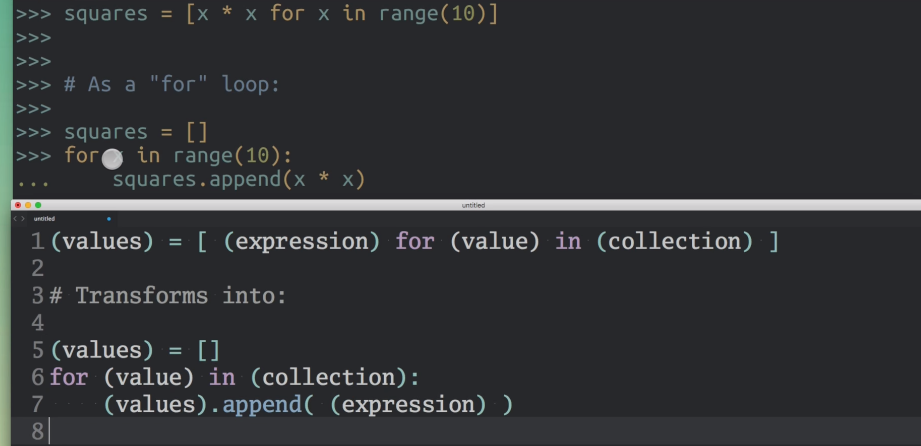 >>> squares = [x * x for x in range(10)]
>>>
>>>
>>> # As a "for" loop:
>>>
>>> squares = []
>>> for in range(10):
... squares.append(x * x)
untitled
untitled
1 (values) = [ (expression) for (value) in (collection) ]
2
3 # Transforms into:
4
5 (values) = []
6 for (value) in (collection):
7 (values).append( (expression) )
8